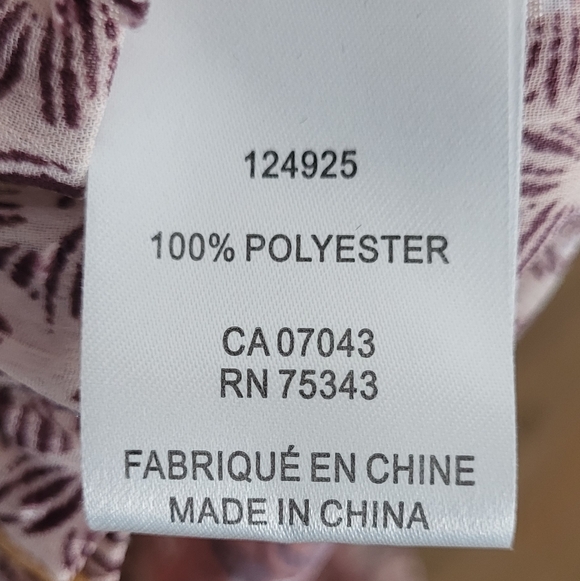 124925
100% POLYESTER
CA 07043
RN 75343
FABRIQUÉ EN CHINE
MADE IN CHINA